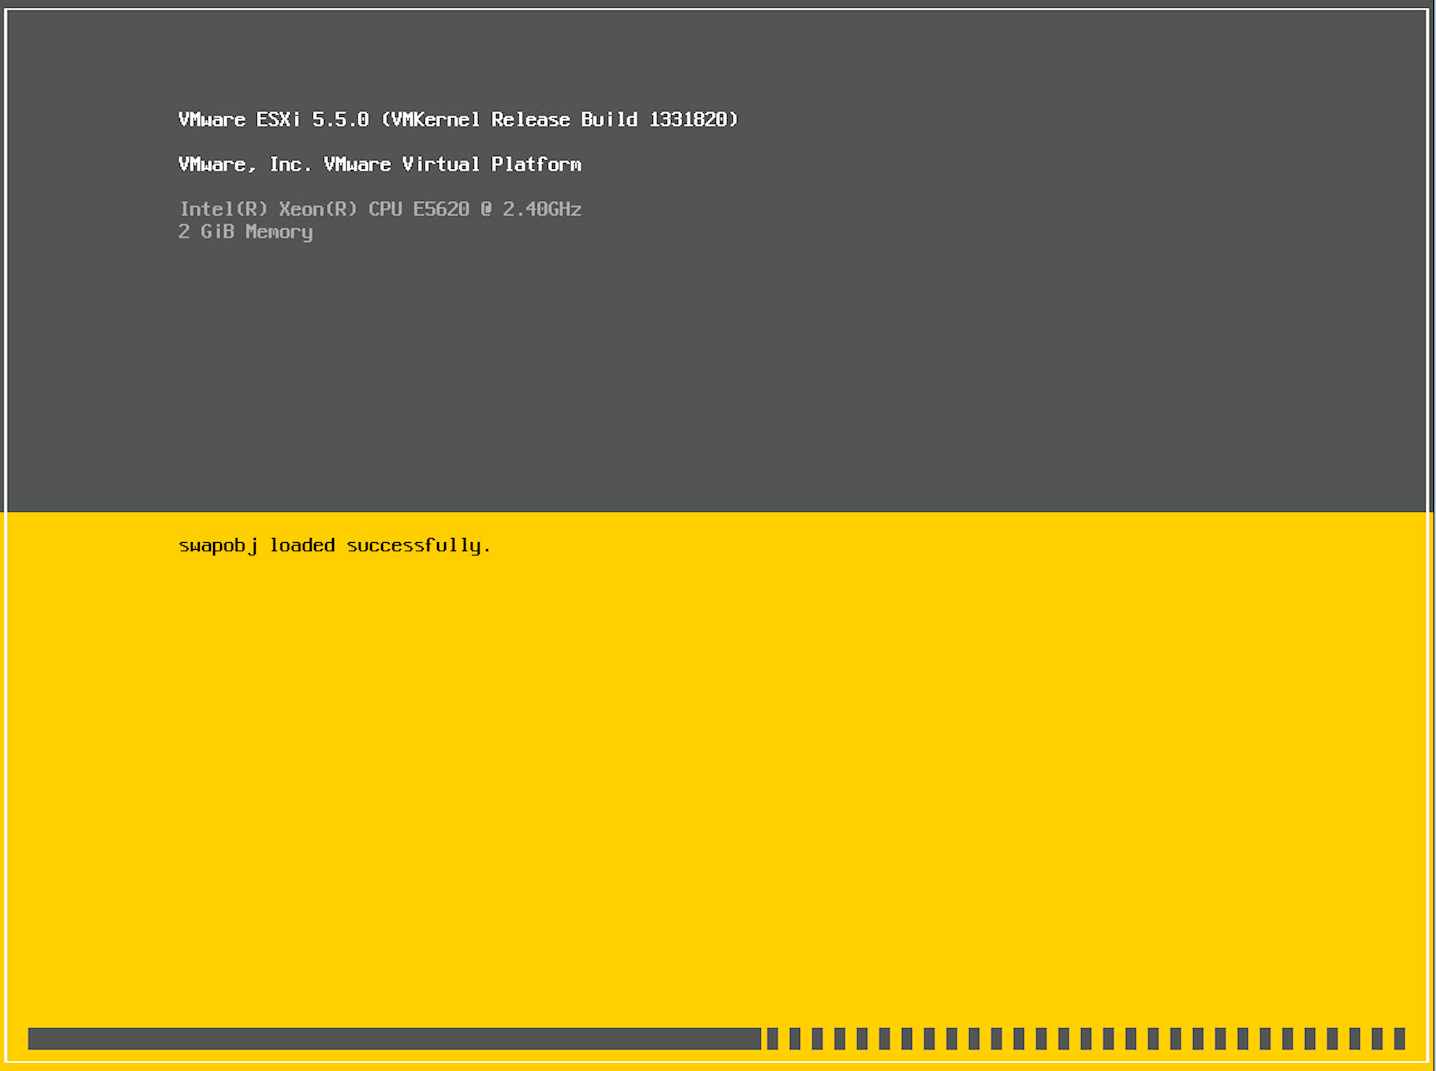 VMware ESXi 5.5.0 (VMKernel Release Build 1331820)
VMware, Inc. VMware Virtual Platform
Intel(R) Xeon(R) CPU E5620 @ 2.40GHz
2 GiB Memory
swapobj loaded successfully.